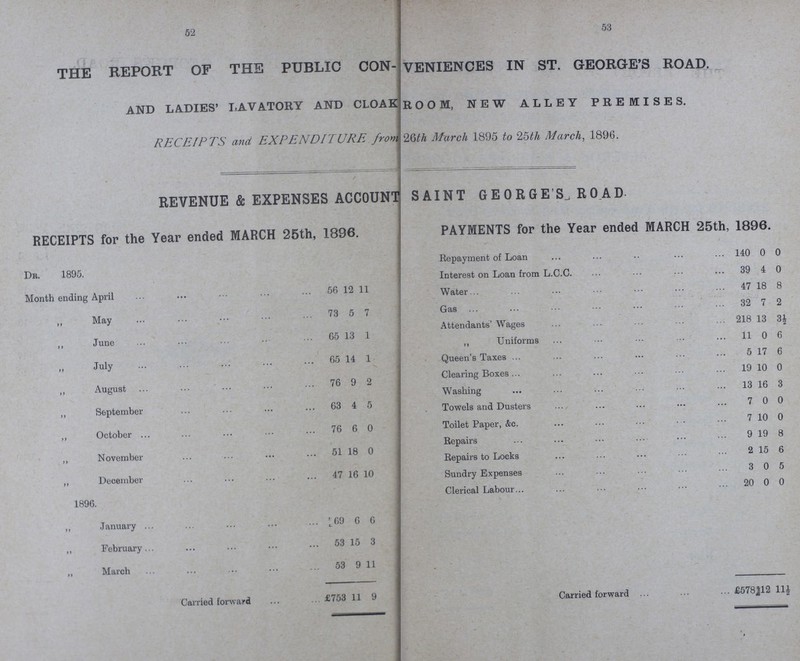 52
53
THE REPORT OF THE PUBLIC CON-VENIENCES IN ST. GEORGE'S ROAD.
AND LADIES' LAVATORY AND CLOAK ROOM, NEW ALLEY PREMISES.
RECEIPTS and EXPENDITURE from 26th March 1895 to 25th March, 1896.
REVENUE & EXPENSES ACCOUNT SAINT GEORGE'S ROAD.
RECEIPTS for the Year ended MARCH 25th, 1896.
DR. 1895.
Month ending April ... ... ... ... ... 56 12 11
,, May ... ... ... ... 73 5 7
,, June ... ... ... ... 65 13 1
,, July ... ... ... ... 65 14 1
,, August ... ... ... ... 76 9 2
,, September ... ... ... ... 63 4 5
,, October ... ... ... ... ... 76 6 0
,, November ... ... ... ... 51 18 0
,, December ... ... ... ... 47 16 10
1896.
,, January ... ... ... ... ... 69 6 6
,, February ... ... ... ... ... 53 15 3
,, March ... ... ... ... ... 53 9 11
Carried forward ... ... £753 11 9
PAYMENTS for the Year ended MARCH 25th, 1896.
Repayment of Loan ... ... ... ... ... 140 0 0
Interest on Loan from L.C.C. ... ... ... ... 39 4 0
Water ... ... ... ... ... ... ... 47 18 8
Gas ... ... ... ... ... ... ... 32 7 2
Attendants' Wages ... ... ... ... ... 218 13 3½
,, Uniforms ... ... ... ... ... 11 0 6
Queen's Taxes ... ... ... ... ... ... 5 17 6
Clearing Boxes ... ... ... ... ... ... 19 10 0
Washing ... ... ... ... ... ... 13 16 3
Towels and Dusters ... ... ... ... ... 7 0 0
Toilet Paper, &c. ... ... ... ... ... 7 10 0
Repairs ... ... ... ... ... ... 9 19 8
Repairs to Locks ... ... ... ... ... 2 15 6
Sundry Expenses ... ... ... ... ... 3 0 5
Clerical Labour ... ... ... ... ... ... 20 0 0
Carried forward ... ... ... £578 12 11½